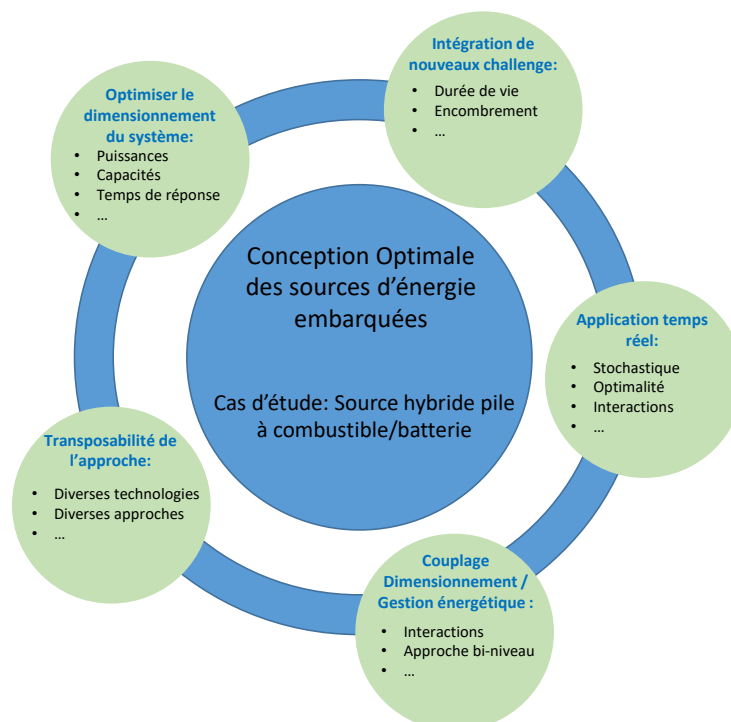 Intégration de
nouveaux challenge:
• Durée de vie
• Encombrement
• …
Optimiser le
dimensionnement
du système:
• Puissances
• Capacités
• Temps de réponse
• …
Conception Optimale
des sources d’énergie
embarquées
Cas d’étude: Source hybride pile
à combustible/batterie
Application temps
réel:
• Stochastique
• Optimalité
• Interactions
• …
Transposabilité de
l’approche:
• Diverses technologies
• Diverses approches
• …
Couplage
Dimensionnement /
Gestion énergétique :
• Interactions
• Approche bi-niveau
• …